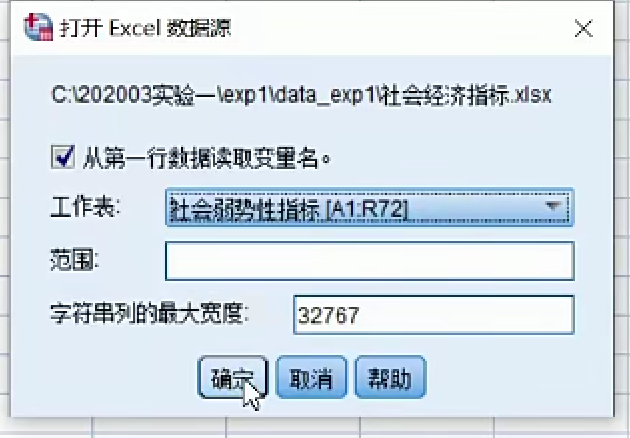 打开 Excel 数据源
C:\202003实验一\exp1\data_exp1\社会经济指标.xlsx
从第一行数据读取变量名。
工作表: 社会弱势性指标 [A1:R72]
范围:
字符串列的最大宽度: 32767
确定 取消 帮助